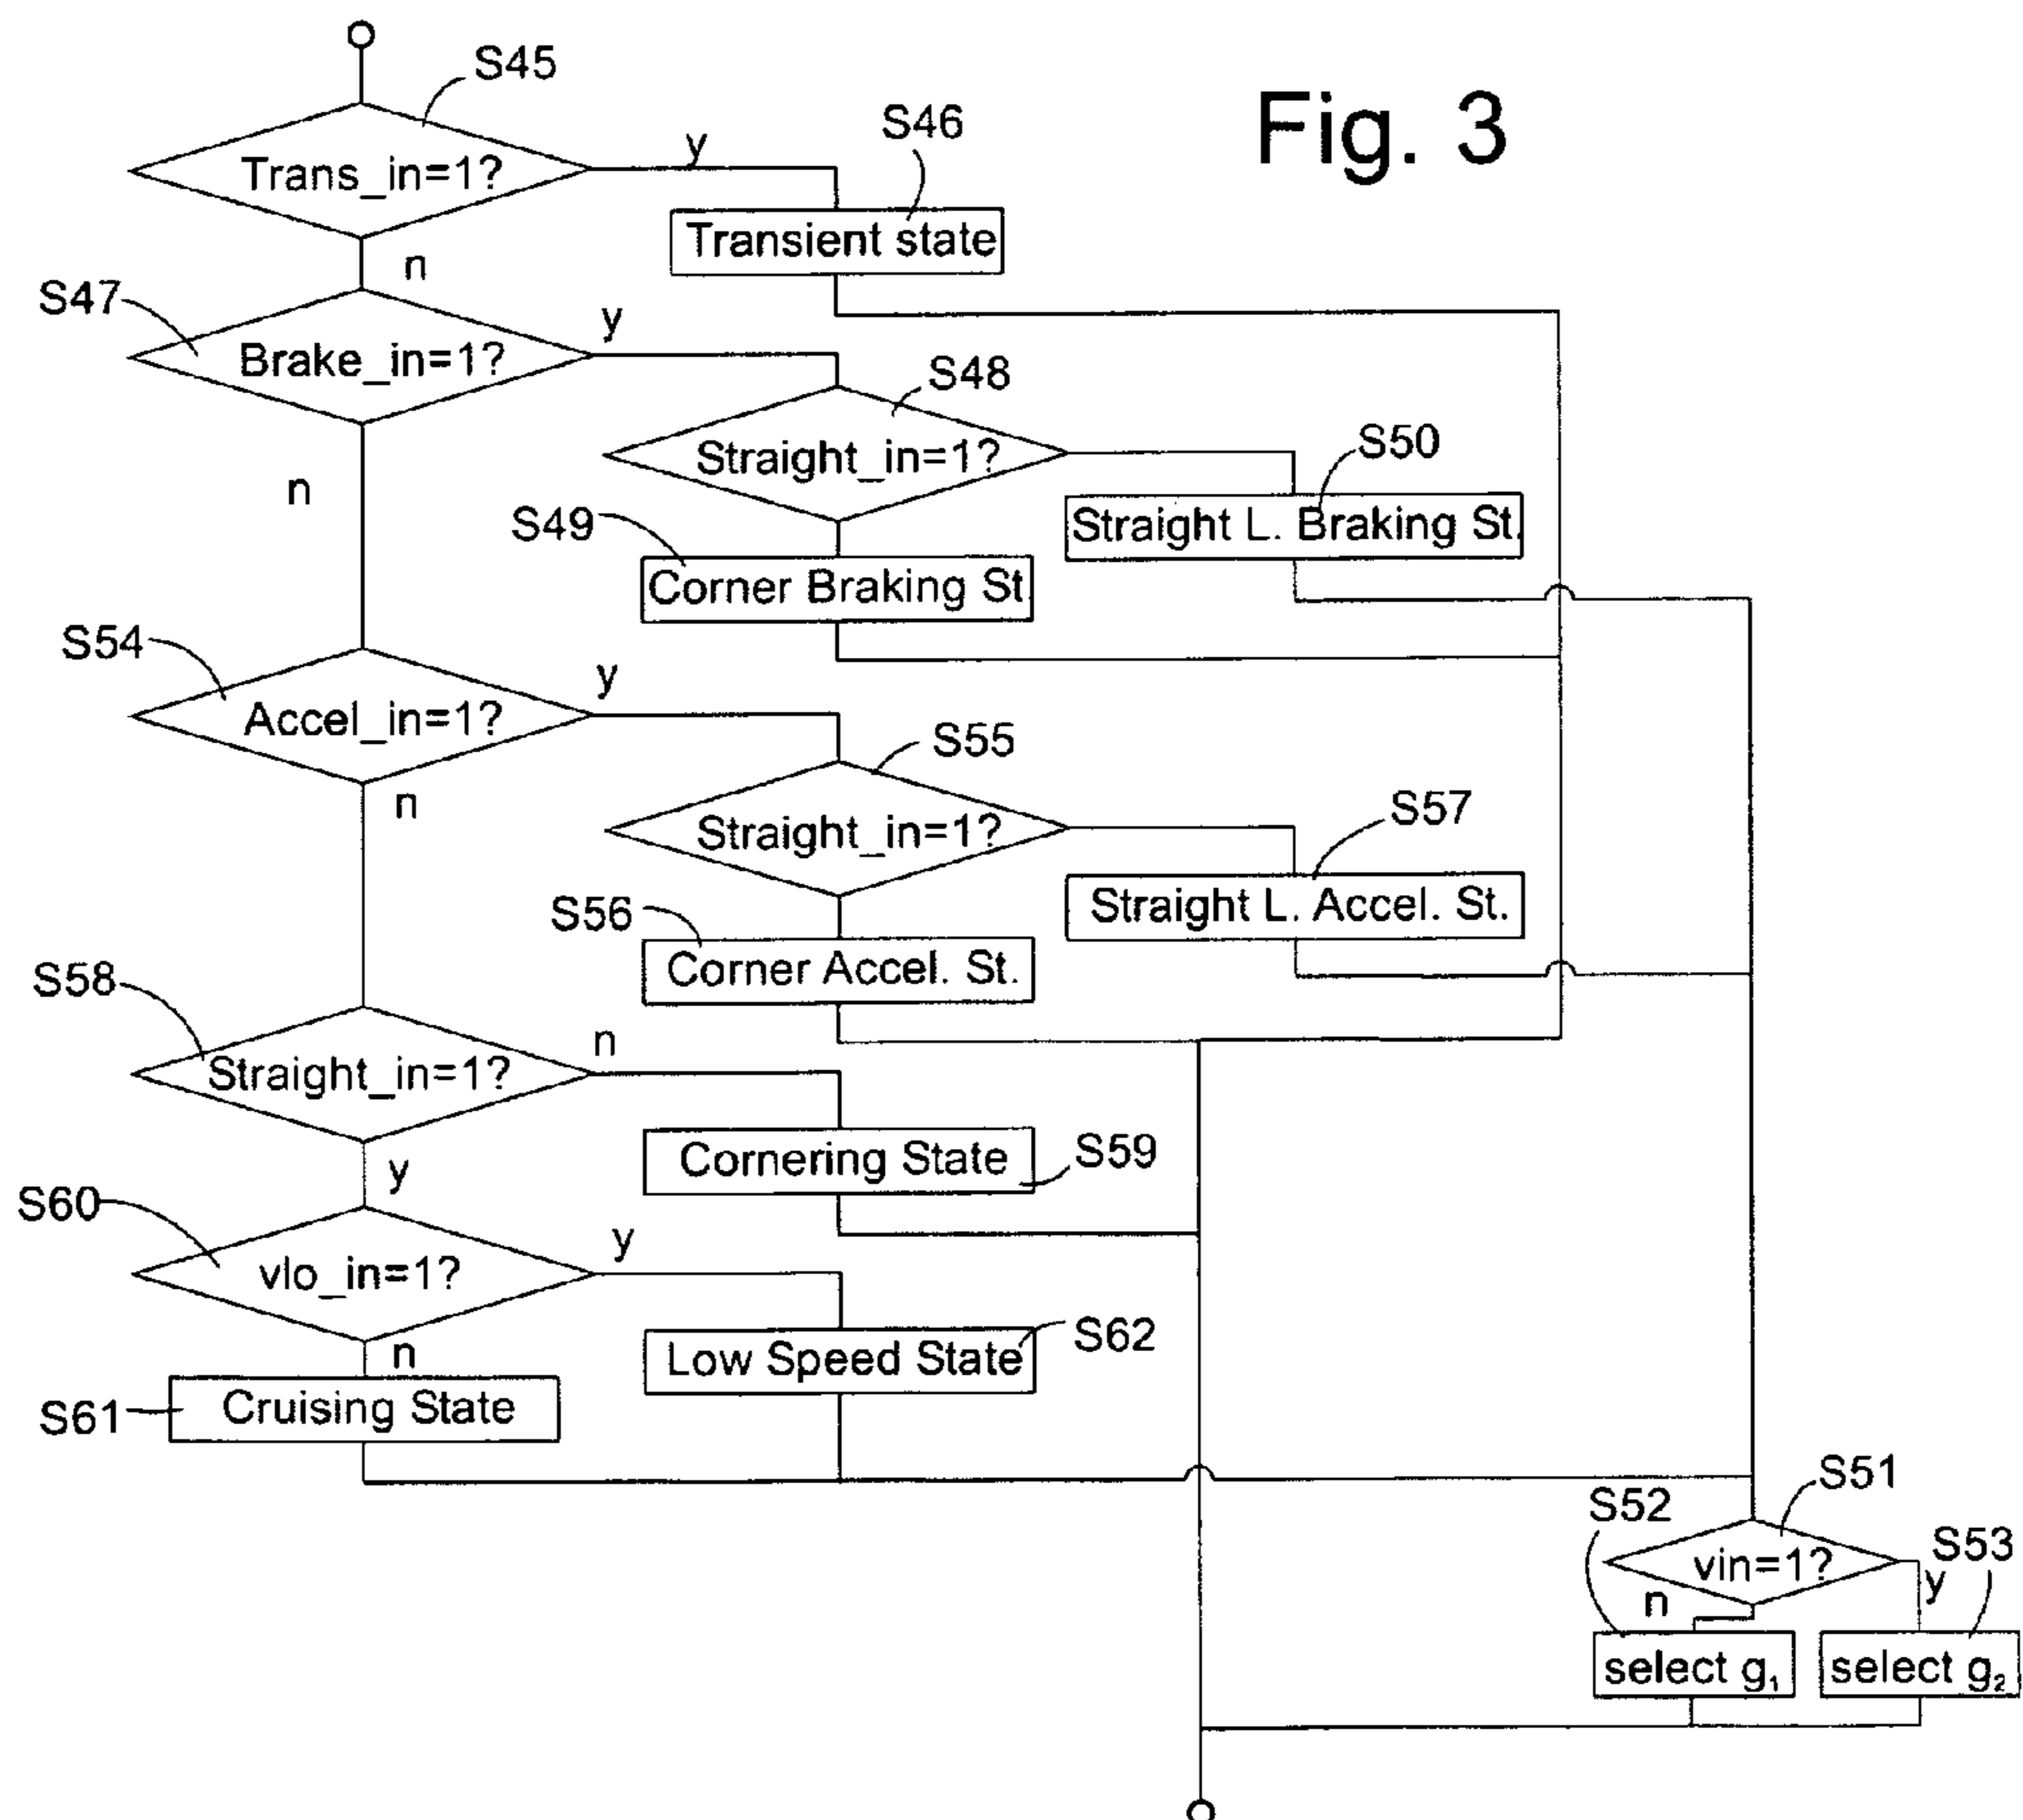 Fig. 3
S45
Trans_in=1?
y
S46
Transient state
n
S47
Brake_in=1?
y
S48
Straight_in=1?
S50
Straight L. Braking St.
n
S49
Corner Braking St
S54
Accel_in=1?
y
S55
Straight_in=1?
S57
Straight L. Accel. St.
n
S56
Corner Accel. St.
S58
Straight_in=1?
n
Cornering State
S59
y
S60
vlo_in=1?
y
Low Speed State
S62
n
S61
Cruising State
S51
vin=1?
S52
n
select g₁
S53
y
select g₂